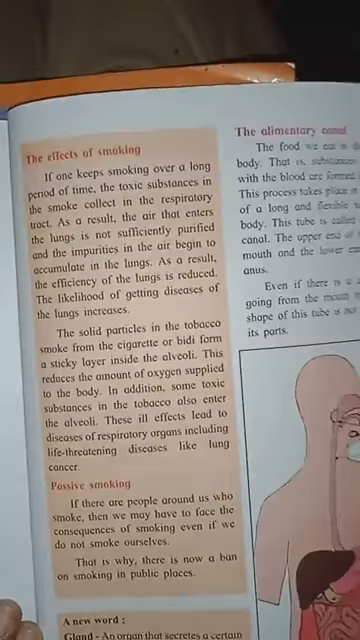 The effects of smoking
If one keeps smoking over a long
period of time, the toxic substances in
the smoke collect in the respiratory
tract. As a result, the air that enters
the lungs is not sufficiently purified
and the impurities in the air begin to
accumulate in the lungs. As a result,
the efficiency of the lungs is reduced.
The likelihood of getting diseases of
the lungs increases.
The solid particles in the tobacco
smoke from the cigarette or bidi form
a sticky layer inside the alveoli. This
reduces the amount of oxygen supplied
to the body. In addition, some toxic
substances in the tobacco also enter
the alveoli. These ill effects lead to
diseases of respiratory organs including
life-threatening diseases like lung
cancer.
Passive smoking
If there are people around us who
smoke, then we may have to face the
consequences of smoking even if we
do not smoke ourselves.
That is why, there is now a ban
on smoking in public places.
A new word :
Gland - An organ that secretes a certain
The alimentary canal
The food we eat is
body. That is, substances
with the blood are formed
This process takes place in
of a long and flexible
body. This tube is called
canal. The upper end of
mouth and the lower
anus.
Even if there is a
going from the mouth
shape of this tube is not
its parts.